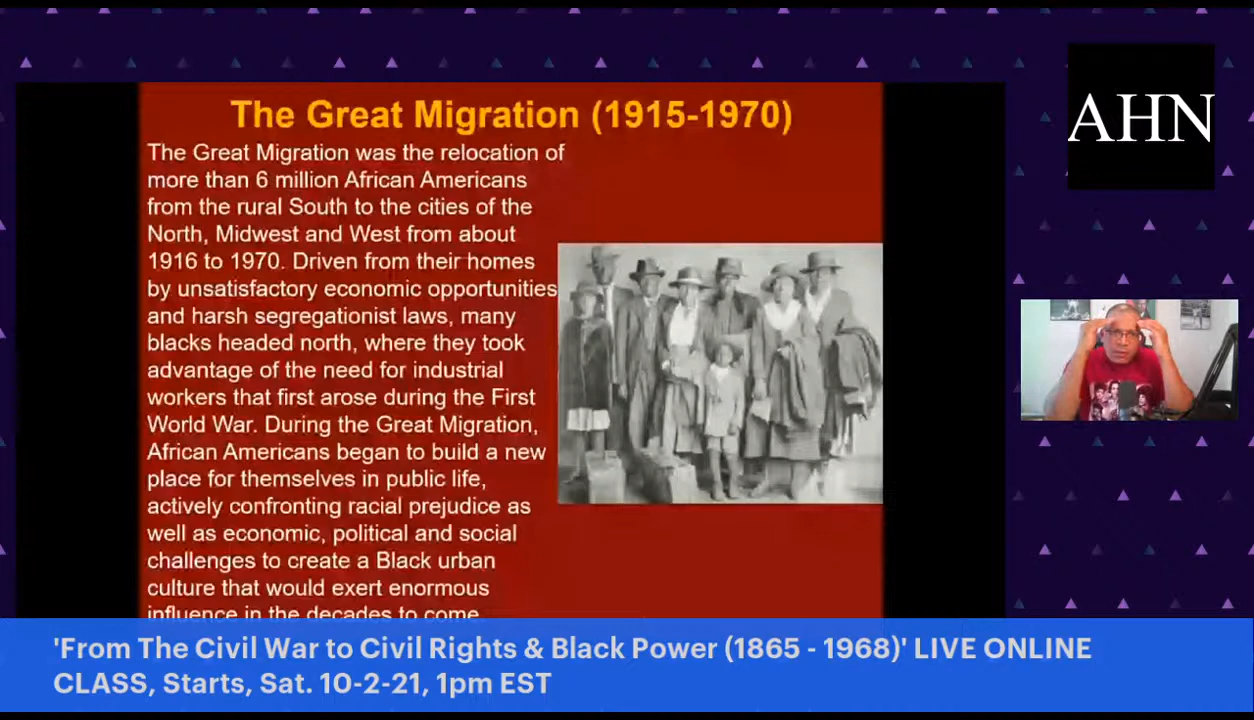 The Great Migration (1915-1970)
The Great Migration was the relocation of
more than 6 million African Americans
from the rural South to the cities of the
North, Midwest and West from about
1916 to 1970. Driven from their homes
by unsatisfactory economic opportunities
and harsh segregationist laws, many
blacks headed north, where they took
advantage of the need for industrial
workers that first arose during the First
World War. During the Great Migration,
African Americans began to build a new
place for themselves in public life,
actively confronting racial prejudice as
well as economic, political and social
challenges to create a Black urban
culture that would exert enormous
influence in the decades to come
AHN
'From The Civil War to Civil Rights & Black Power (1865 - 1968)' LIVE ONLINE
CLASS, Starts, Sat. 10-2-21, 1pm EST